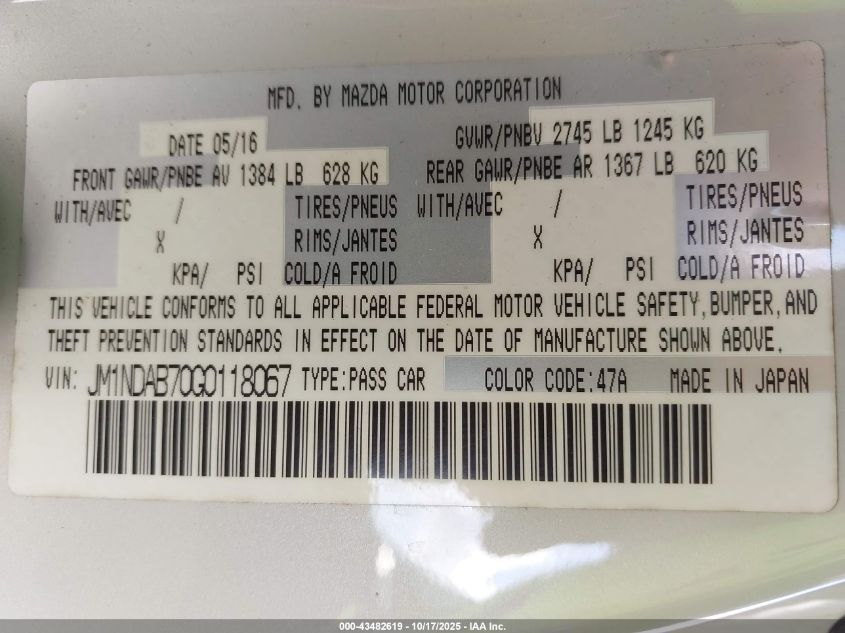 MFD. BY MAZDA MOTOR CORPORATION
DATE 05/16 GVWR/PNBV 2745 LB 1245 KG
FRONT GAWR/PNBE AV 1384 LB 628 KG REAR GAWR/PNBE AR 1367 LB 620 KG
WITH/AVEC / TIRES/PNEUS WITH/AVEC / TIRES/PNEUS
X RIMS/JANTES X RIMS/JANTES
KPA/ PSI COLD/A FROID KPA/ PSI COLD/A FROID
THIS VEHICLE CONFORMS TO ALL APPLICABLE FEDERAL MOTOR VEHICLE SAFETY, BUMPER, AND
THEFT PREVENTION STANDARDS IN EFFECT ON THE DATE OF MANUFACTURE SHOWN ABOVE.
VIN: JM1NDAB70G0118067 TYPE:PASS CAR COLOR CODE:47A MADE IN JAPAN
000-43482619 - 10/17/2025 - IAA Inc.